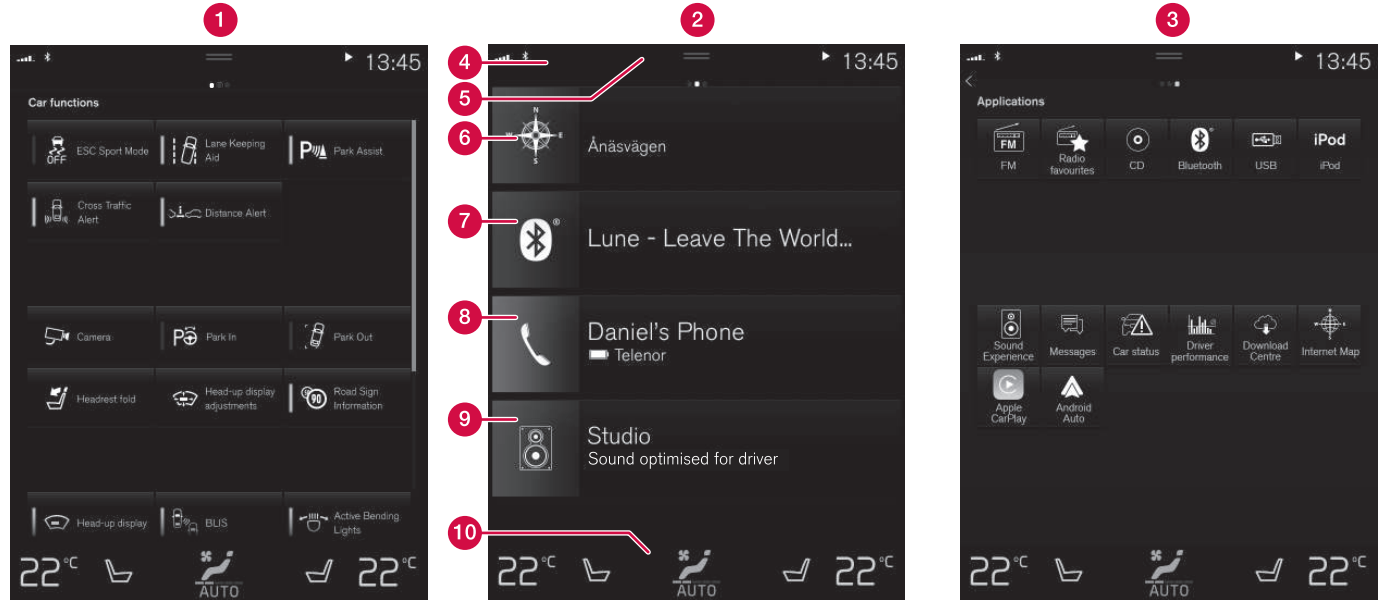 1
2
3
13:45
Car functions
ESC Sport Mode
OFF
Lane Keeping
Aid
Park Assist
P
Cross Traffic
Alert
Distance Alert
Camera
P
Park In
Park Out
Headrest fold
Head-up display
adjustments
90
Road Sign
Information
Head-up display
BLIS
Active Bending
Lights
22°C
AUTO
22°C
4
13:45
5
6
N
W
E
S
Ånäsvägen
7
Lune - Leave The World...
8
Daniel's Phone
Telenor
9
Studio
Sound optimised for driver
10
22°C
AUTO
22°C
13:45
Applications
FM
FM
Radio
favourites
CD
Bluetooth
USB
iPod
iPod
Sound
Experience
Messages
Car status
Driver
performance
Download
Centre
Internet Map
Apple
CarPlay
Android
Auto
22°C
AUTO
22°C